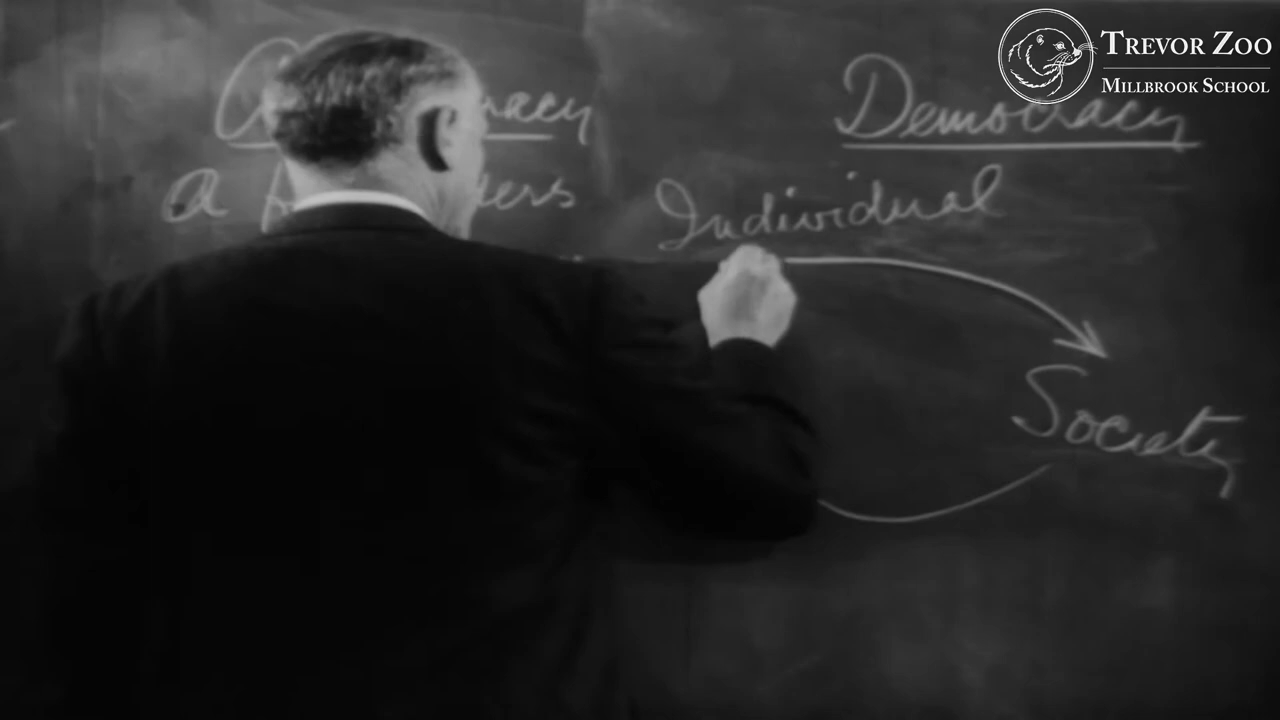 TREVOR ZOO
MILLBROOK SCHOOL
Democracy
a
Individual
Society